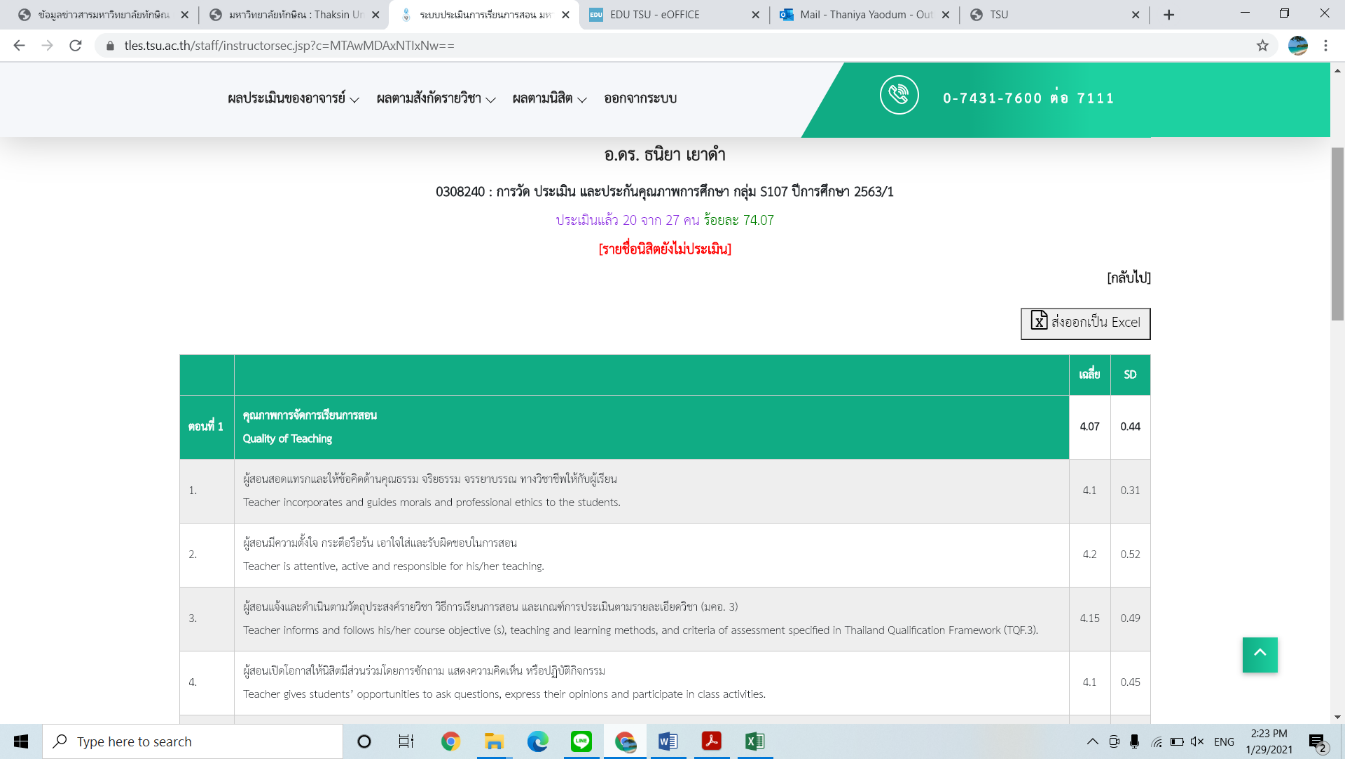 ข้อมูลข่าวสารมหาวิทยาลัยทักษิณ
มหาวิทยาลัยทักษิณ : Thaksin Un
ระบบประเมินการเรียนการสอน มหา
EDU TSU - eOFFICE
Mail - Thaniya Yaodum - Out
TSU
tles.tsu.ac.th/staff/instructorsec.jsp?c=MTAwMDAxNTIxNw==
ผลประเมินของอาจารย์ ผลตามสังกัดรายวิชา ผลตามนิสิต ออกจากระบบ
0-7431-7600 ต่อ 7111
อ.ดร. ธนิยา เยาดำ
0308240 : การวัด ประเมิน และประกันคุณภาพการศึกษา กลุ่ม S107 ปีการศึกษา 2563/1
ประเมินแล้ว 20 จาก 27 คน ร้อยละ 74.07
[รายชื่อนิสิตยังไม่ประเมิน]
[กลับไป]
ส่งออกเป็น Excel
เฉลี่ย SD
ตอนที่ 1
คุณภาพการจัดการเรียนการสอน
Quality of Teaching
4.07 0.44
1.
ผู้สอนสอดแทรกและให้ข้อคิดด้านคุณธรรม จริยธรรม จรรยาบรรณ ทางวิชาชีพให้กับผู้เรียน
Teacher incorporates and guides morals and professional ethics to the students.
4.1 0.31
2.
ผู้สอนมีความตั้งใจ กระตือรือร้น เอาใจใส่และรับผิดชอบในการสอน
Teacher is attentive, active and responsible for his/her teaching.
4.2 0.52
3.
ผู้สอนแจ้งและดำเนินตามวัตถุประสงค์รายวิชา วิธีการเรียนการสอน และเกณฑ์การประเมินตามรายละเอียดวิชา (มคอ. 3)
Teacher informs and follows his/her course objective (s), teaching and learning methods, and criteria of assessment specified in Thailand Qualification Framework (TQF.3).
4.15 0.49
4.
ผู้สอนเปิดโอกาสให้นิสิตมีส่วนร่วมโดยการซักถาม แสดงความคิดเห็น หรือปฏิบัติกิจกรรม
Teacher gives students' opportunities to ask questions, express their opinions and participate in class activities.
4.1 0.45
Type here to search
ENG
2:23 PM
1/29/2021
2